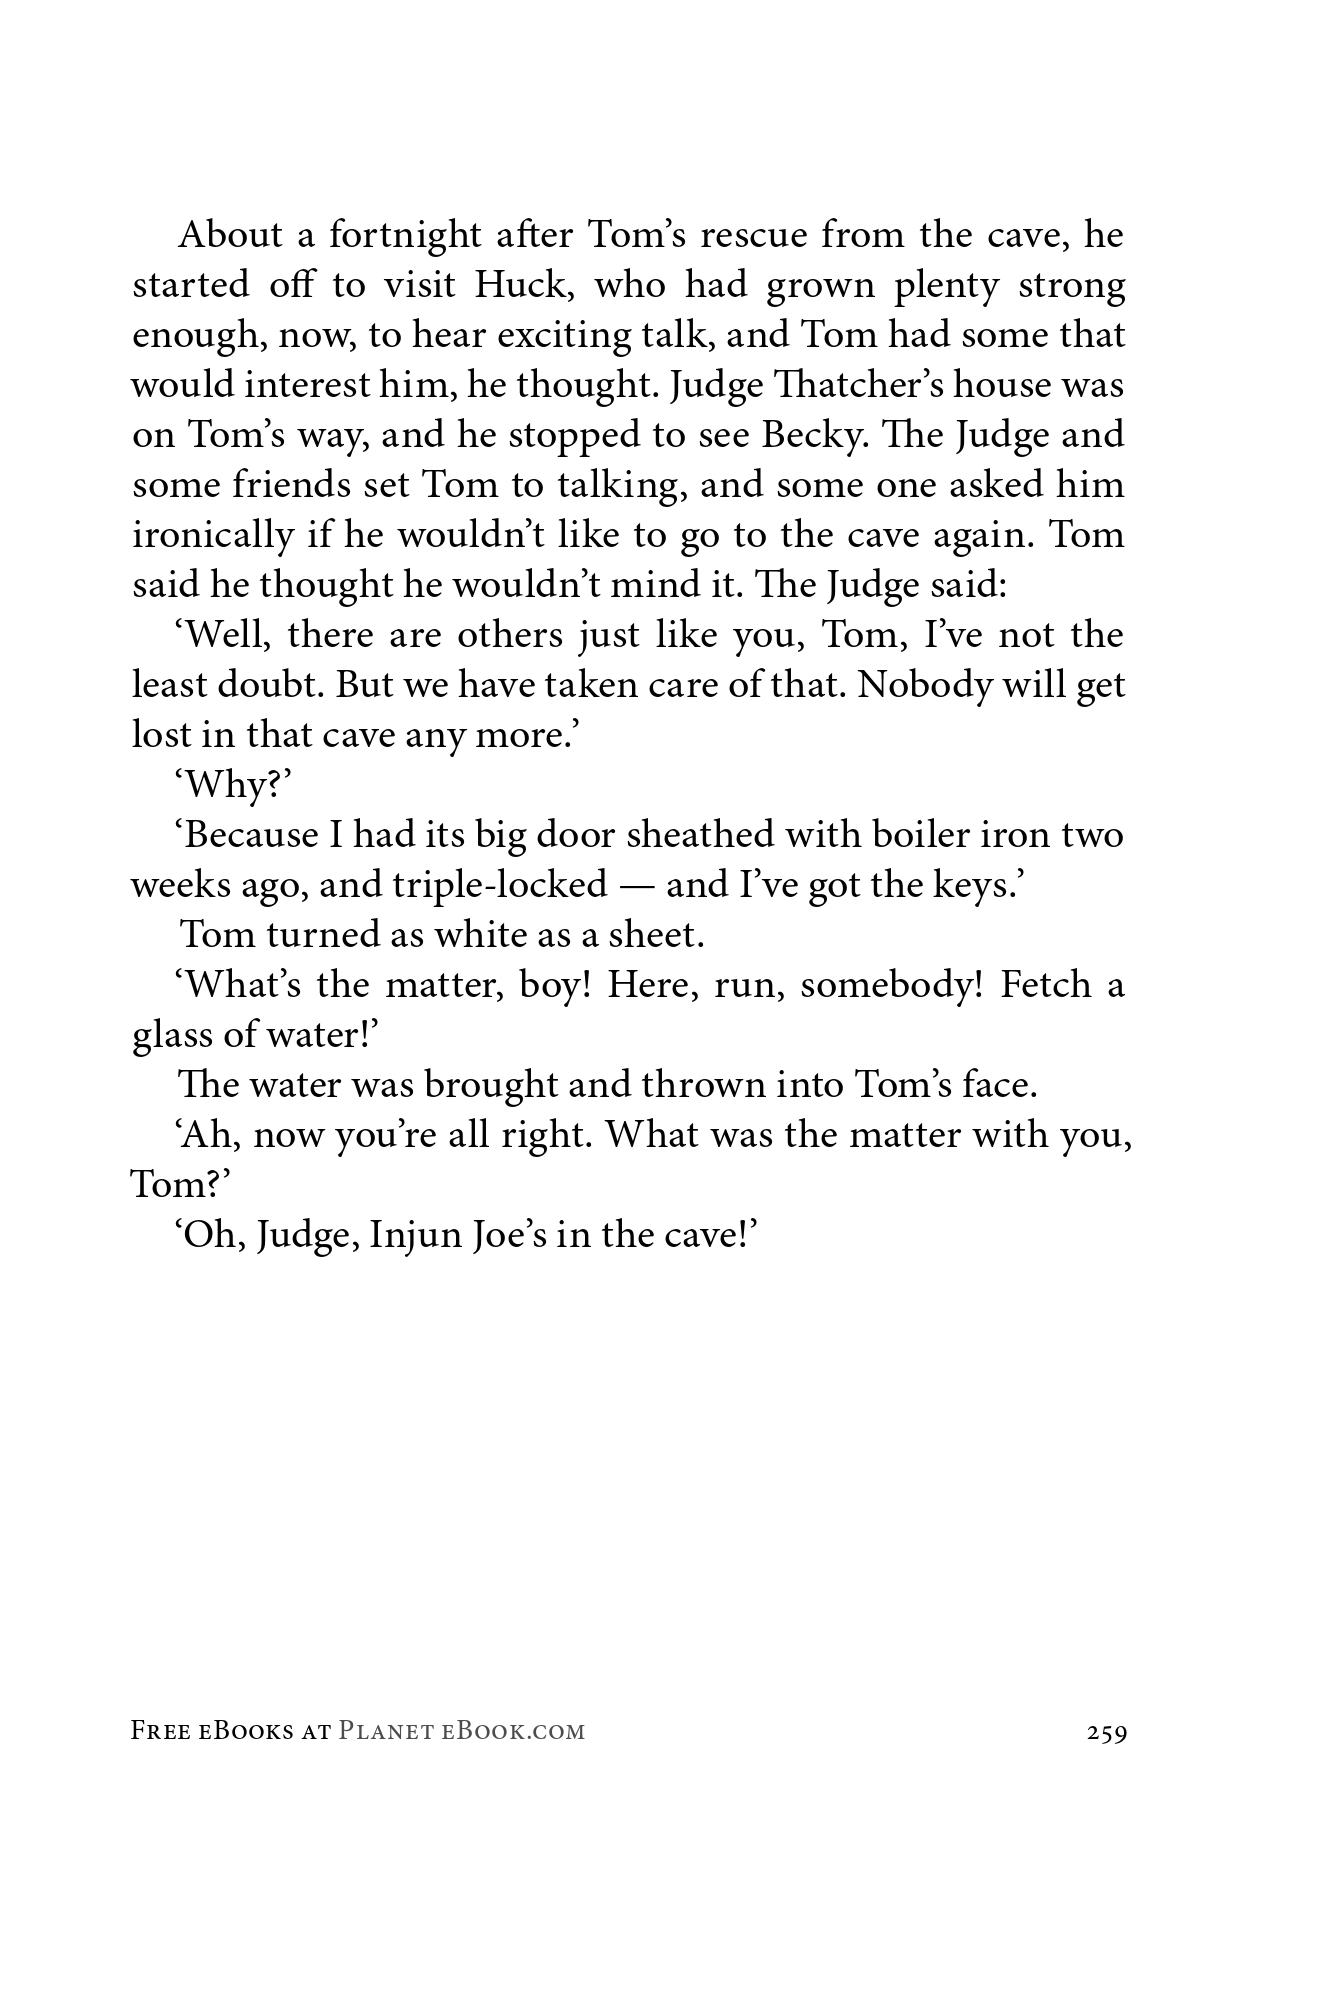 About a fortnight after Tom’s rescue from the cave, he
started off to visit Huck, who had grown plenty strong
enough, now, to hear exciting talk, and Tom had some that
would interest him, he thought. Judge Thatcher’s house was
on Tom’s way, and he stopped to see Becky. The Judge and
some friends set Tom to talking, and some one asked him
ironically if he wouldn’t like to go to the cave again. Tom
said he thought he wouldn’t mind it. The Judge said:
‘Well, there are others just like you, Tom, I’ve not the
least doubt. But we have taken care of that. Nobody will get
lost in that cave any more.’
‘Why?’
‘Because I had its big door sheathed with boiler iron two
weeks ago, and triple-locked — and I’ve got the keys.’
Tom turned as white as a sheet.
‘What’s the matter, boy! Here, run, somebody! Fetch a
glass of water!’
The water was brought and thrown into Tom’s face.
‘Ah, now you’re all right. What was the matter with you,
Tom?’
‘Oh, Judge, Injun Joe’s in the cave!’
Free eBooks at Planet eBook.com 259